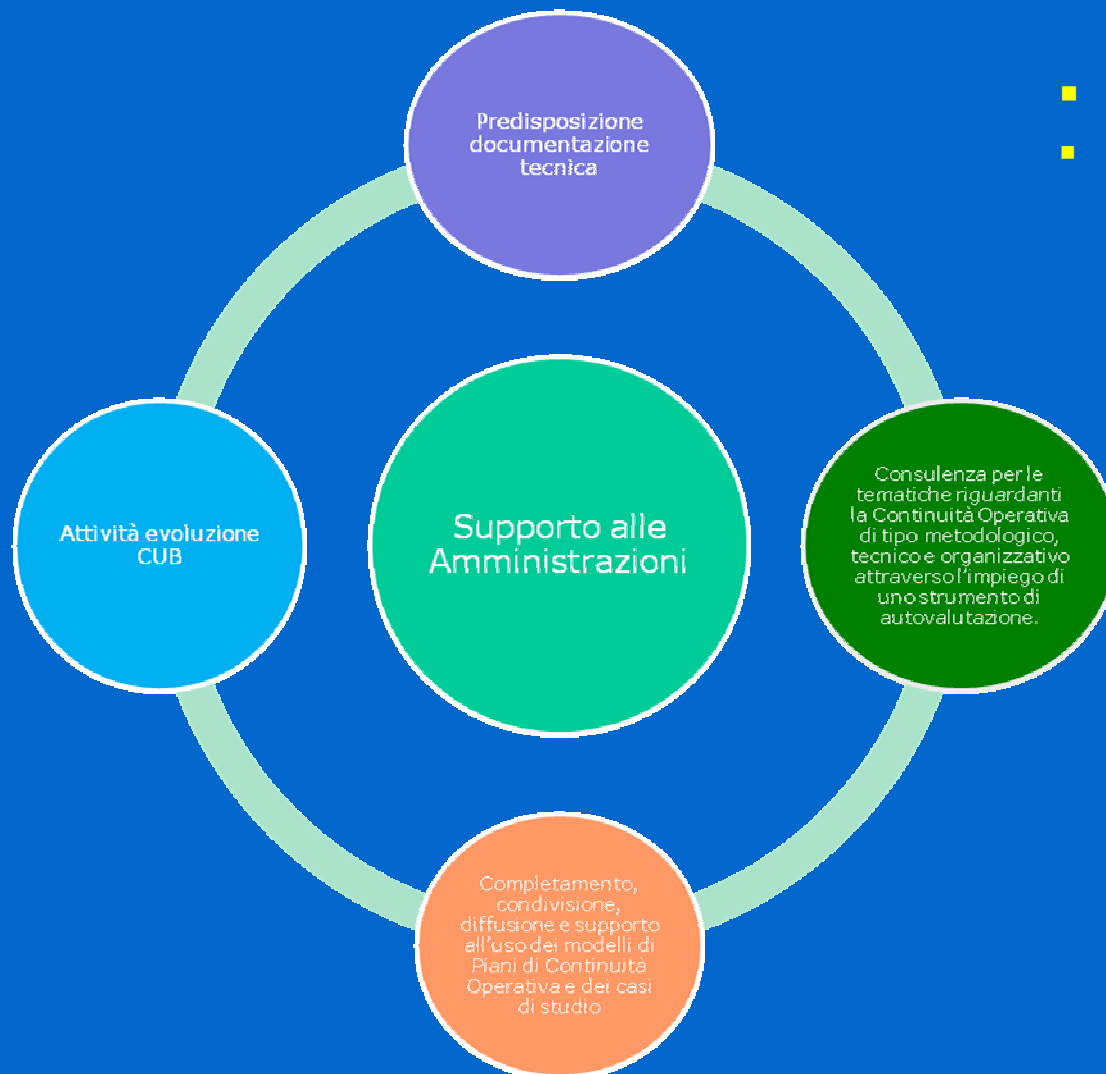 Predisposizione
documentazione
tecnica
Attività evoluzione
CUB
Supporto alle
Amministrazioni
Consulenza per le
tematiche riguardanti
la Continuità Operativa
di tipo metodologico,
tecnico e organizzativo
attraverso l'impiego di
uno strumento di
autovalutazione.
Completamento,
condivisione,
diffusione e supporto
all'uso dei modelli di
Piani di Continuità
Operativa e dei casi
di studio